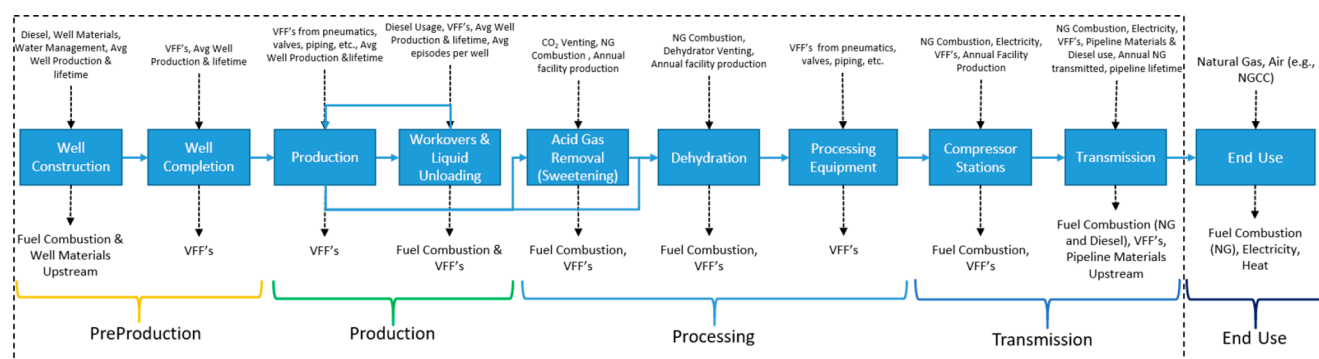 Diesel, Well Materials,
Water Management, Avg
Well Production &
lifetime
VFF's, Avg Well
Production & lifetime
VFF's from pneumatics,
valves, piping, etc., Avg
Well Production &lifetime
Diesel Usage, VFF's, Avg Well
Production & lifetime, Avg
episodes per well
CO₂ Venting, NG
Combustion , Annual
facility production
NG Combustion,
Dehydrator Venting,
Annual facility production
VFF's from pneumatics,
valves, piping, etc.
NG Combustion, Electricity,
VFF's, Annual Facility
Production
NG Combustion, Electricity,
VFF's, Pipeline Materials &
Diesel use, Annual NG
transmitted, pipeline lifetime
Natural Gas, Air (e.g.,
NGCC)
Well
Construction
Well
Completion
Production
Workovers &
Liquid
Unloading
Acid Gas
Removal
(Sweetening)
Dehydration
Processing
Equipment
Compressor
Stations
Transmission
End Use
Fuel Combustion &
Well Materials
Upstream
VFF's
VFF's
Fuel Combustion
& VFF's
Fuel Combustion,
VFF's
Fuel Combustion,
VFF's
VFF's
Fuel Combustion,
VFF's
Fuel Combustion (NG
and Diesel), VFF's,
Pipeline Materials
Upstream
Fuel Combustion
(NG), Electricity,
Heat
PreProduction
Production
Processing
Transmission
End Use